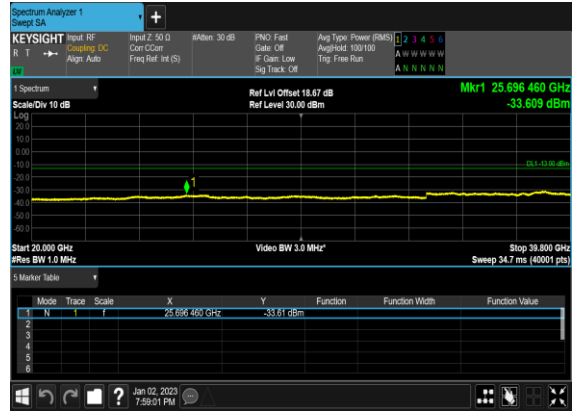 Spectrum Analyzer 1
Swept SA
KEYSIGHT Input: RF Input Z: 50 Ω #Atten: 30 dB PNO: Fast Avg Type: Power (RMS) 1 2 3 4 5 6
R T Coupling: DC Corr CCorr Gate: Off Avg|Hold: 100/100 A W W W W W
Align: Auto Freq Ref: Int (S) IF Gain: Low Trig: Free Run
Sig Track: Off A N N N N N
1 Spectrum Ref Lvl Offset 18.67 dB Mkr1 25.696 460 GHz
Scale/Div 10 dB Ref Level 30.00 dBm -33.609 dBm
Log
20.0
10.0
0.00
-10.0 DL1 -13.00 dBm
-20.0
-30.0 1
-40.0
-50.0
-60.0
Start 20.000 GHz Video BW 3.0 MHz* Stop 39.800 GHz
#Res BW 1.0 MHz Sweep 34.7 ms (40001 pts)
5 Marker Table
Mode Trace Scale X Y Function Function Width Function Value
1 N 1 f 25.696 460 GHz -33.61 dBm
2
3
4
5
6
? Jan 02, 2023
7:59:01 PM